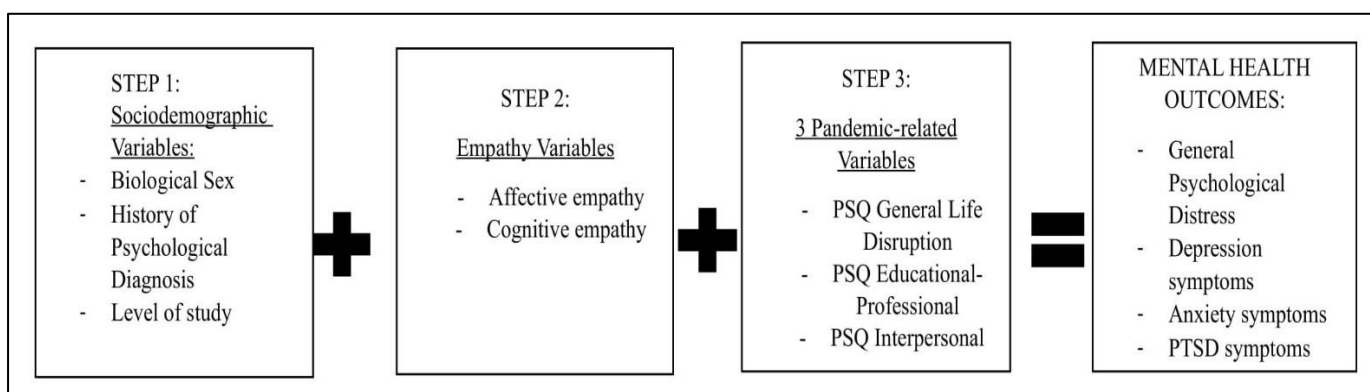 STEP 1:
Sociodemographic
Variables:
- Biological Sex
- History of
Psychological
Diagnosis
- Level of study
STEP 2:
Empathy Variables
- Affective empathy
- Cognitive empathy
STEP 3:
3 Pandemic-related
Variables
- PSQ General Life
Disruption
- PSQ Educational-
Professional
- PSQ Interpersonal
MENTAL HEALTH
OUTCOMES:
- General
Psychological
Distress
- Depression
symptoms
- Anxiety symptoms
- PTSD symptoms